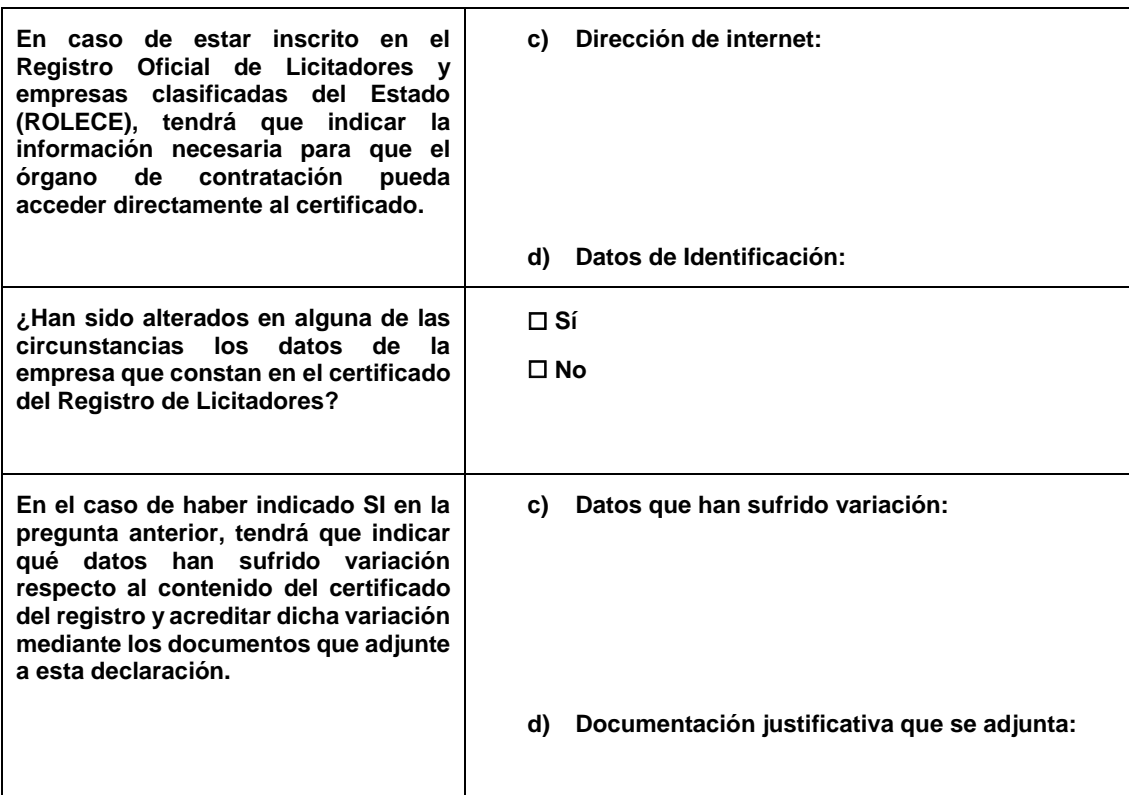 En caso de estar inscrito en el
Registro Oficial de Licitadores y
empresas clasificadas del Estado
(ROLECE), tendrá que indicar la
información necesaria para que el
órgano de contratación pueda
acceder directamente al certificado.
c) Dirección de internet:
d) Datos de Identificación:
¿Han sido alterados en alguna de las
circunstancias los datos de la
empresa que constan en el certificado
del Registro de Licitadores?
☐ Sí
☐ No
En el caso de haber indicado SI en la
pregunta anterior, tendrá que indicar
qué datos han sufrido variación
respecto al contenido del certificado
del registro y acreditar dicha variación
mediante los documentos que adjunte
a esta declaración.
c) Datos que han sufrido variación:
d) Documentación justificativa que se adjunta: